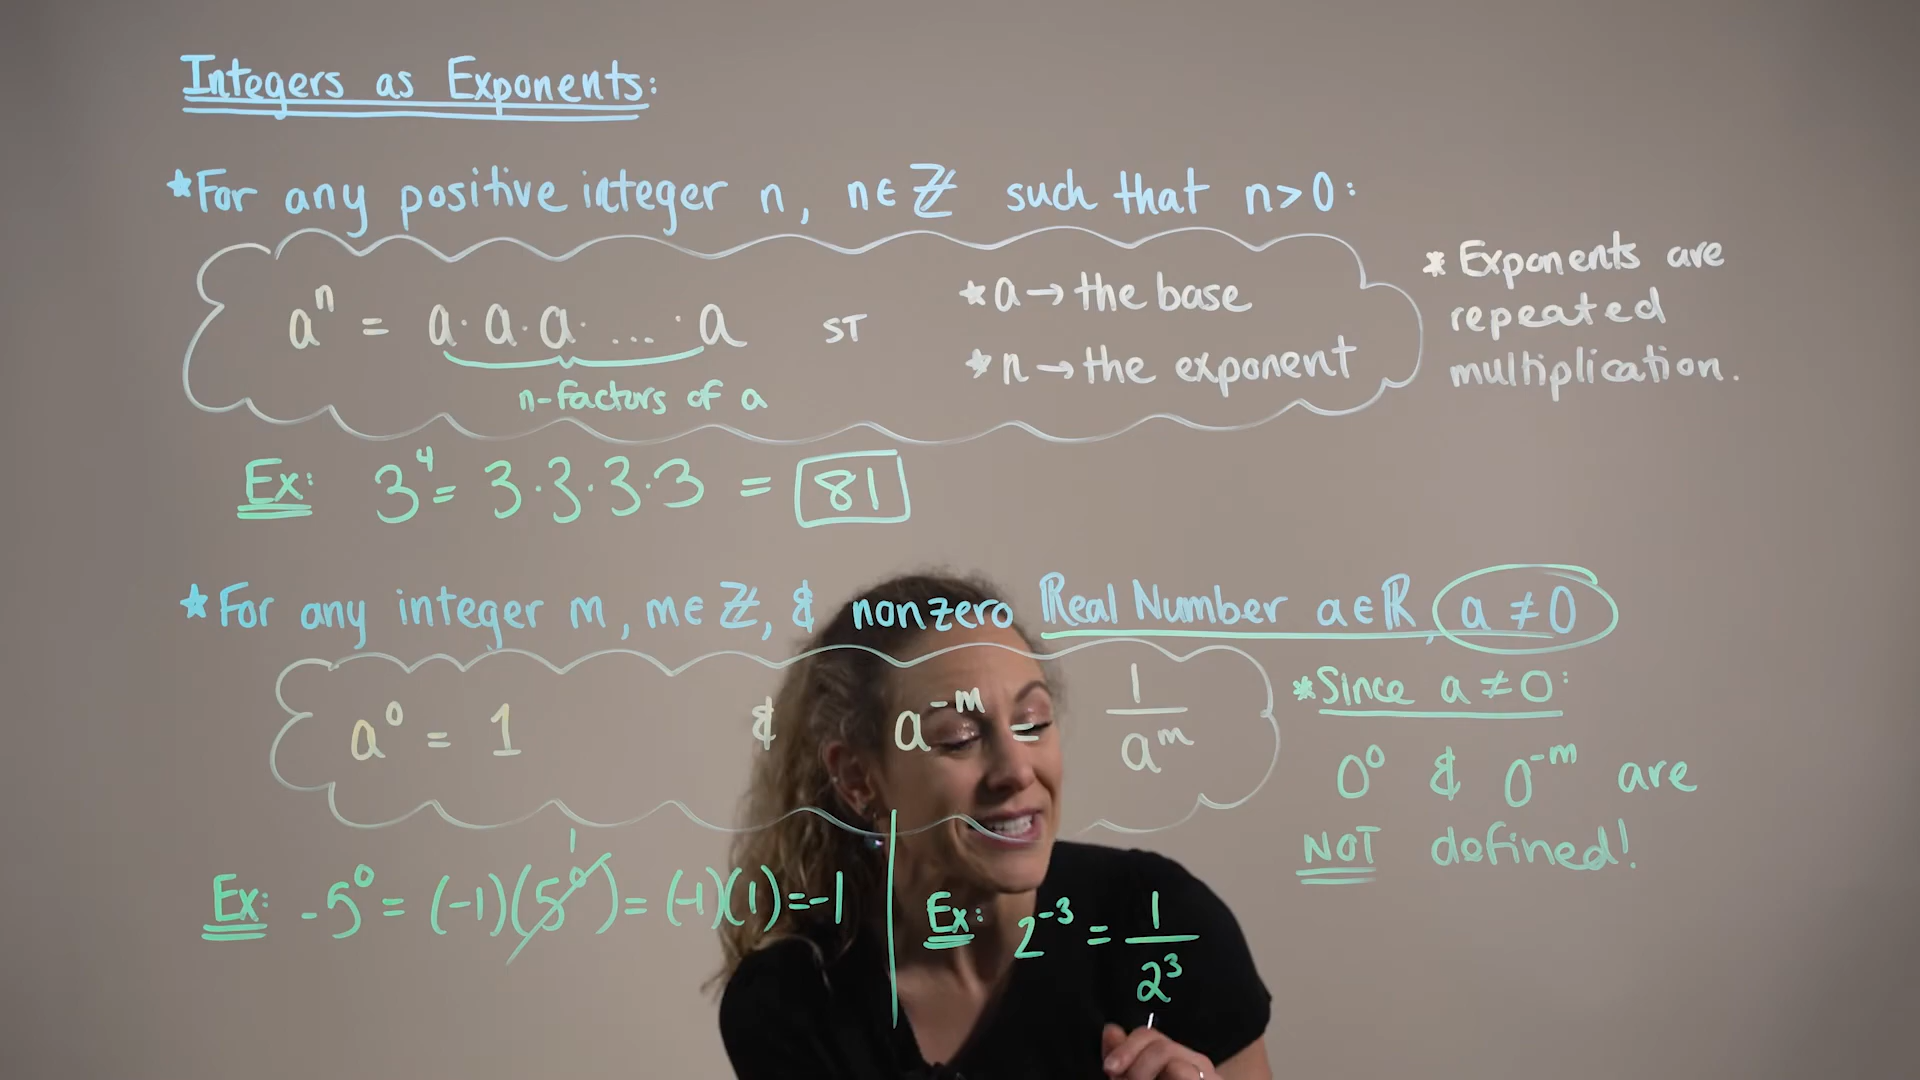 Integers as Exponents:
*For any positive integer n, n∈ℤ such that n>0:
aⁿ = a·a·a·...·a ST
n-factors of a
*a→the base
*n→the exponent
*Exponents are
repeated
multiplication.
Ex: 3⁴ = 3·3·3·3 = 81
*For any integer m, m∈ℤ, & nonzero Real Number a∈ℝ, a≠0
a⁰ = 1 & a⁻ᵐ = 1/aᵐ
*Since a≠0:
0⁰ & 0⁻ᵐ are
NOT defined!
1
Ex: -5⁰ = (-1)(5⁰) = (-1)(1) = -1
Ex: 2⁻³ = 1/2³